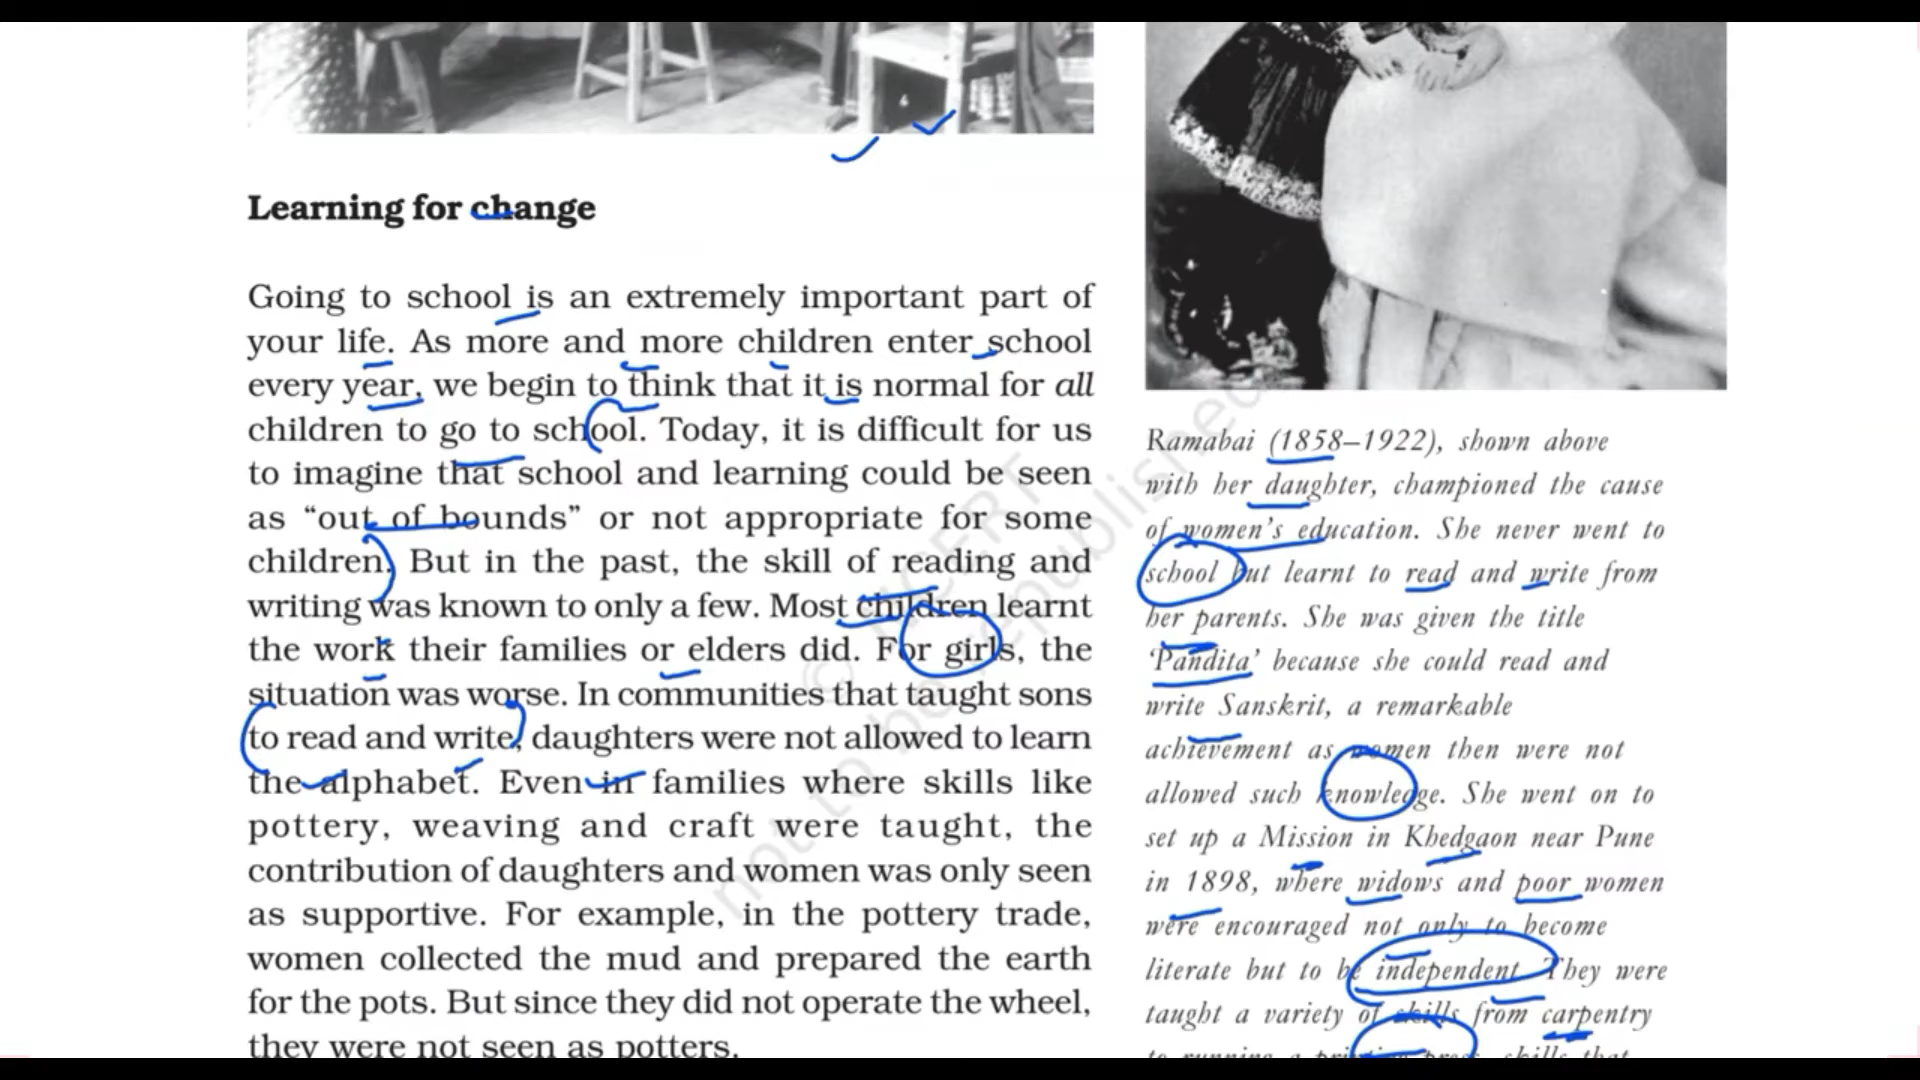 Learning for change
Going to school is an extremely important part of
your life. As more and more children enter school
every year, we begin to think that it is normal for all
children to go to school. Today, it is difficult for us
to imagine that school and learning could be seen
as “out of bounds” or not appropriate for some
children. But in the past, the skill of reading and
writing was known to only a few. Most children learnt
the work their families or elders did. For girls, the
situation was worse. In communities that taught sons
to read and write, daughters were not allowed to learn
the alphabet. Even in families where skills like
pottery, weaving and craft were taught, the
contribution of daughters and women was only seen
as supportive. For example, in the pottery trade,
women collected the mud and prepared the earth
for the pots. But since they did not operate the wheel,
they were not seen as potters.
Ramabai (1858–1922), shown above
with her daughter, championed the cause
of women’s education. She never went to
school but learnt to read and write from
her parents. She was given the title
‘Pandita’ because she could read and
write Sanskrit, a remarkable
achievement as women then were not
allowed such knowledge. She went on to
set up a Mission in Khedgaon near Pune
in 1898, where widows and poor women
were encouraged not only to become
literate but to be independent. They were
taught a variety of skills from carpentry
to running a printing press, skills that
© NCERT
not to be republished